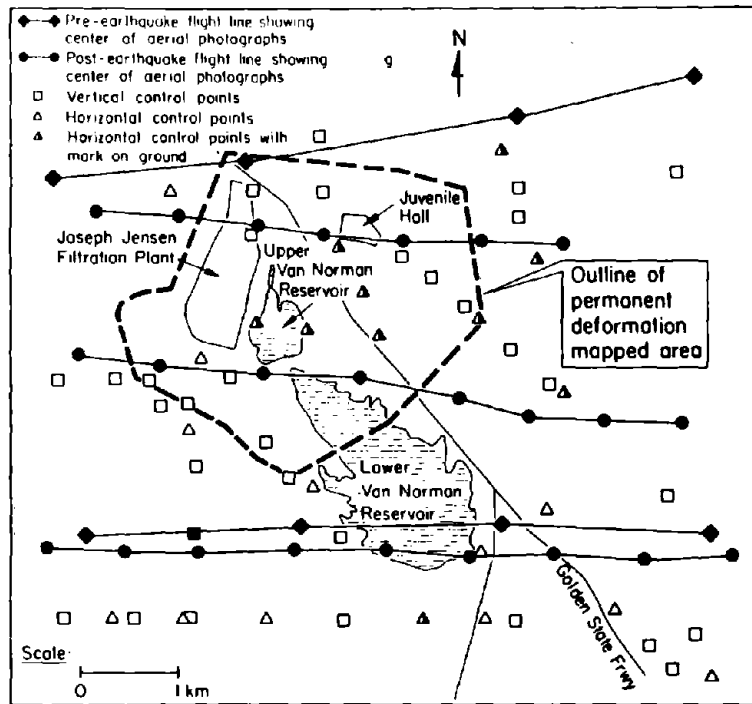 Pre-earthquake flight line showing
center of aerial photographs
Post-earthquake flight line showing
center of aerial photographs
g
N
Vertical control points
Horizontal control points
Horizontal control points with
mark on ground
Juvenile
Hall
Joseph Jensen
Filtration Plant
Upper
Van Norman
Reservoir
Outline of
permanent
deformation
mapped area
Lower
Van Norman
Reservoir
Golden State Frwy
Scale
0 1 km